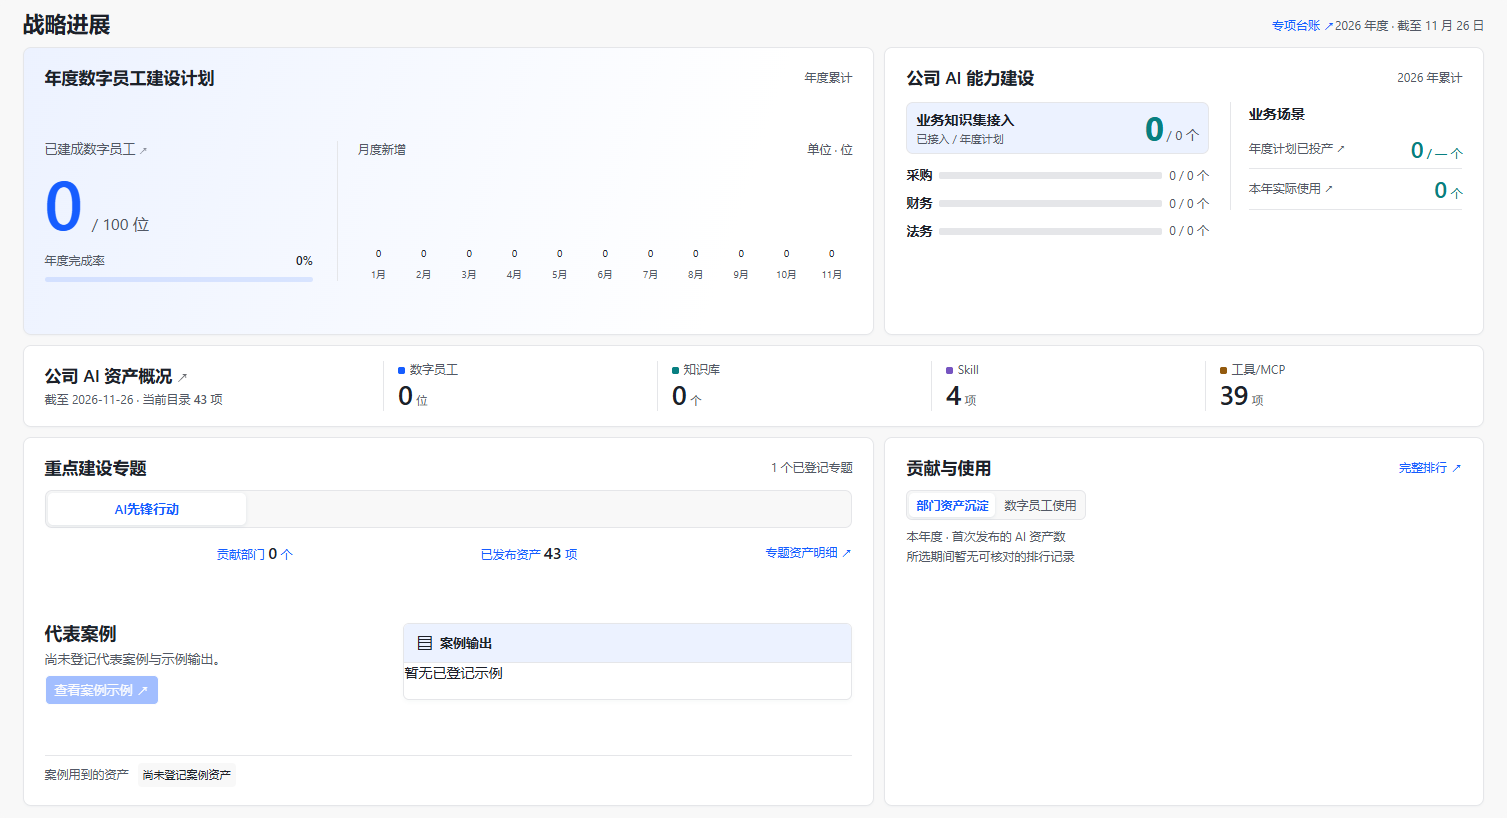 战略进展
专项台账 ↗2026 年度 · 截至 11 月 26 日
年度数字员工建设计划
年度累计
已建成数字员工 ↗
0 / 100 位
年度完成率 0%
月度新增
单位 · 位
0 0 0 0 0 0 0 0 0 0 0
1月 2月 3月 4月 5月 6月 7月 8月 9月 10月 11月
公司 AI 能力建设
2026 年累计
业务知识集接入
已接入 / 年度计划
0 / 0 个
采购 0 / 0 个
财务 0 / 0 个
法务 0 / 0 个
业务场景
年度计划已投产 ↗ 0 / — 个
本年实际使用 ↗ 0 个
公司 AI 资产概况 ↗
截至 2026-11-26 · 当前目录 43 项
数字员工
0 位
知识库
0 个
Skill
4 项
工具/MCP
39 项
重点建设专题
1 个已登记专题
AI先锋行动
贡献部门 0 个
已发布资产 43 项
专题资产明细 ↗
代表案例
尚未登记代表案例与示例输出。
查看案例示例 ↗
案例输出
暂无已登记示例
案例用到的资产 尚未登记案例资产
贡献与使用
完整排行 ↗
部门资产沉淀 数字员工使用
本年度 · 首次发布的 AI 资产数
所选期间暂无可核对的排行记录